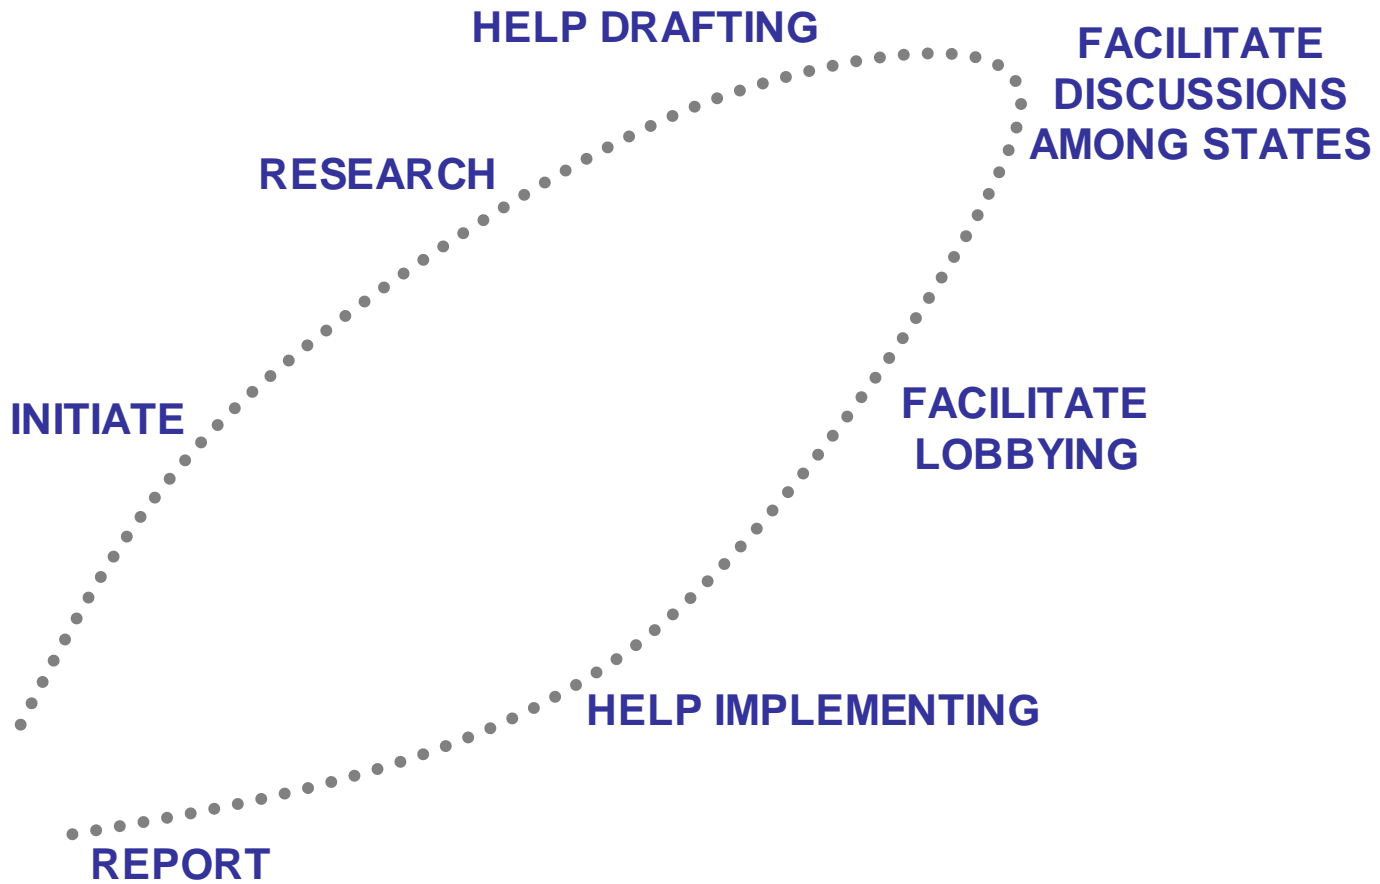 HELP DRAFTING
FACILITATE
DISCUSSIONS
AMONG STATES
RESEARCH
INITIATE
FACILITATE
LOBBYING
HELP IMPLEMENTING
REPORT